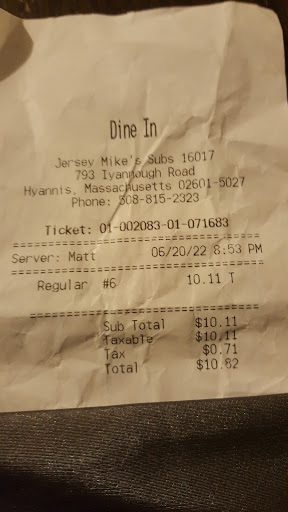 Dine In
Jersey Mike's Subs 16017
793 Iyannough Road
Hyannis, Massachusetts 02601-5027
Phone: 508-815-2323
Ticket: 01-002083-01-071683
Server: Matt 06/20/22 8:53 PM
Regular #6 10.11 T
Sub Total $10.11
Taxable $10.11
Tax $0.71
Total $10.82